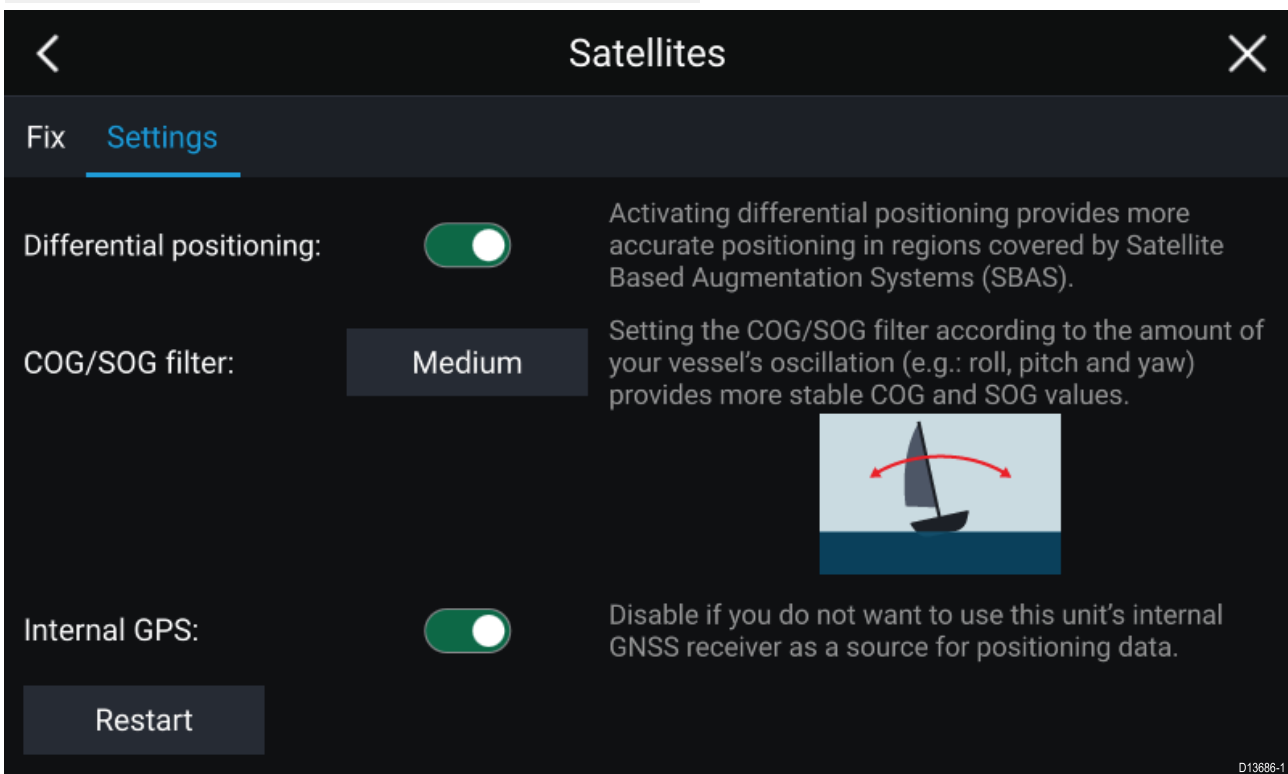 Satellites
Fix Settings
Differential positioning:
Activating differential positioning provides more
accurate positioning in regions covered by Satellite
Based Augmentation Systems (SBAS).
COG/SOG filter:
Medium
Setting the COG/SOG filter according to the amount of
your vessel’s oscillation (e.g.: roll, pitch and yaw)
provides more stable COG and SOG values.
Internal GPS:
Disable if you do not want to use this unit’s internal
GNSS receiver as a source for positioning data.
Restart
D13686-1